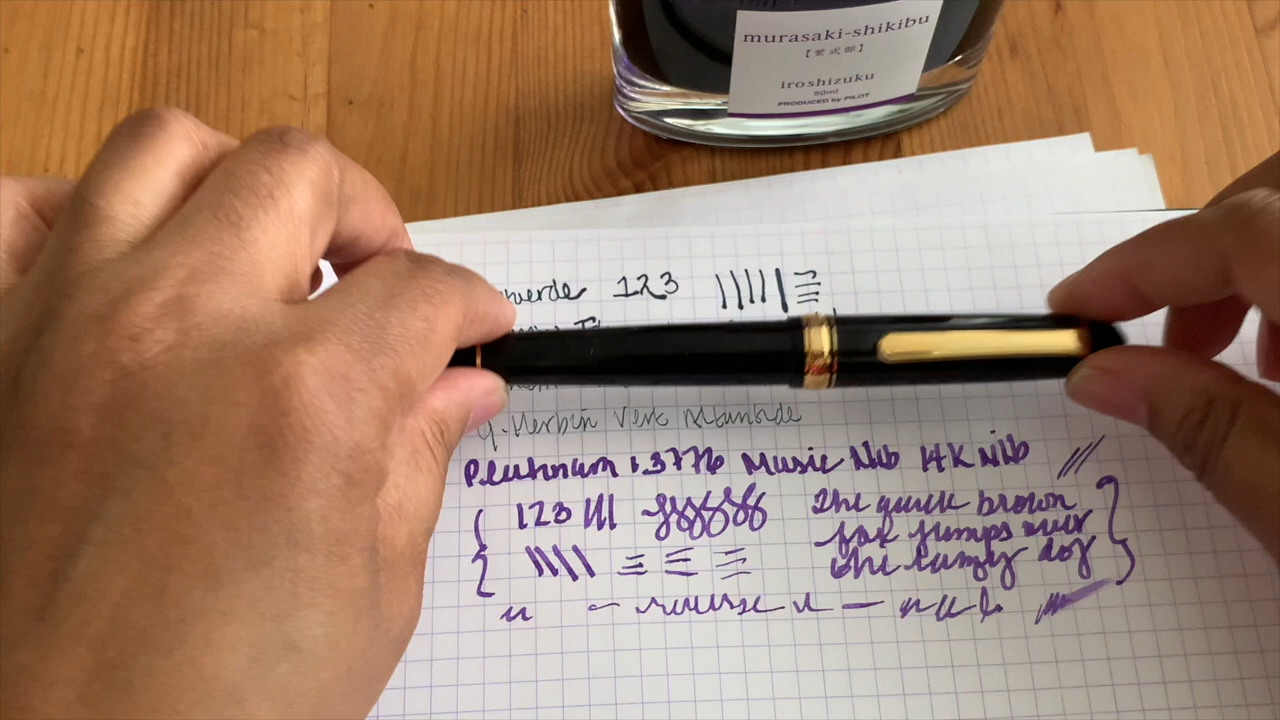 murasaki-shikibu
【紫式部】
iroshizuku
50ml
PRODUCED by PILOT
123
J. Herbin Vert
Platinum #3776 Music Nib 14K Nib
123 The quick brown
fox jumps over
the lazy dog
reverse